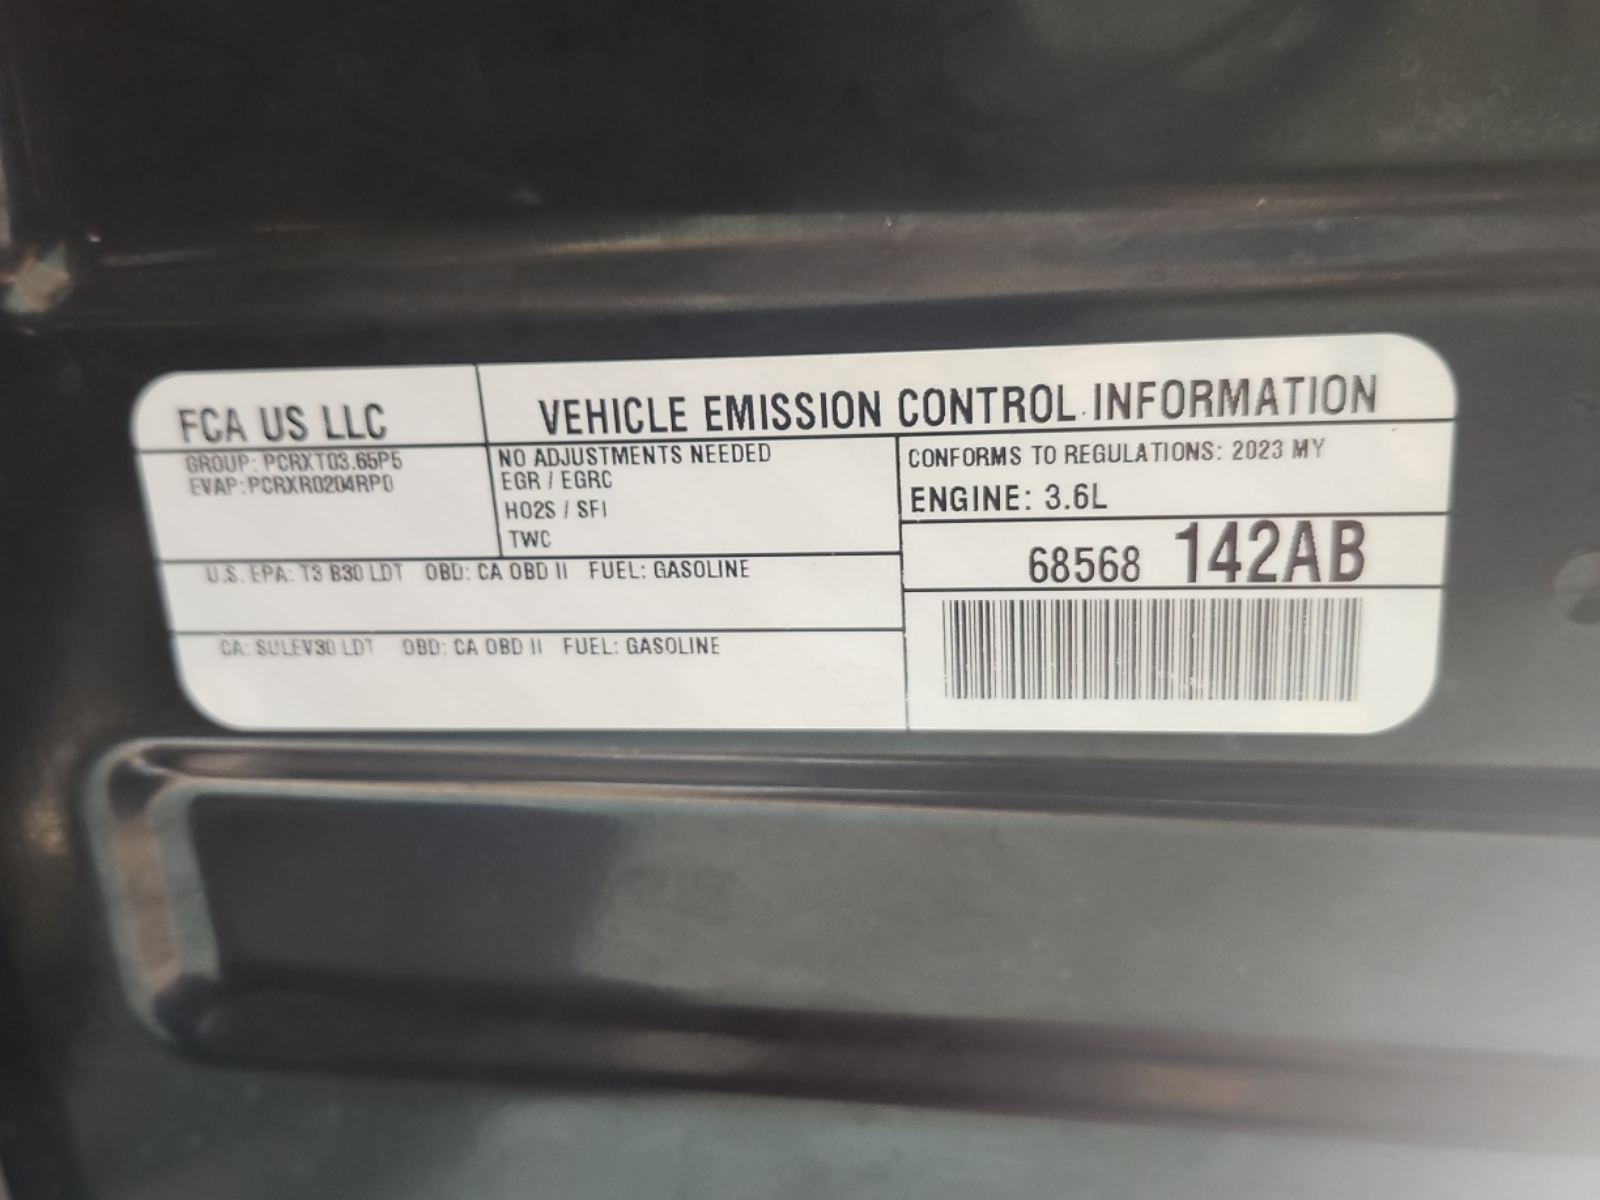 FCA US LLC
VEHICLE EMISSION CONTROL INFORMATION
GROUP: PCRXT03.65P5
EVAP:PCRXR0204RP0
NO ADJUSTMENTS NEEDED
EGR / EGRC
HO2S / SFI
TWC
CONFORMS TO REGULATIONS: 2023 MY
ENGINE: 3.6L
68568 142AB
U.S. EPA: T3 B30 LDT OBD: CA OBD II FUEL: GASOLINE
CA: SULEV30 LDT OBD: CA OBD II FUEL: GASOLINE